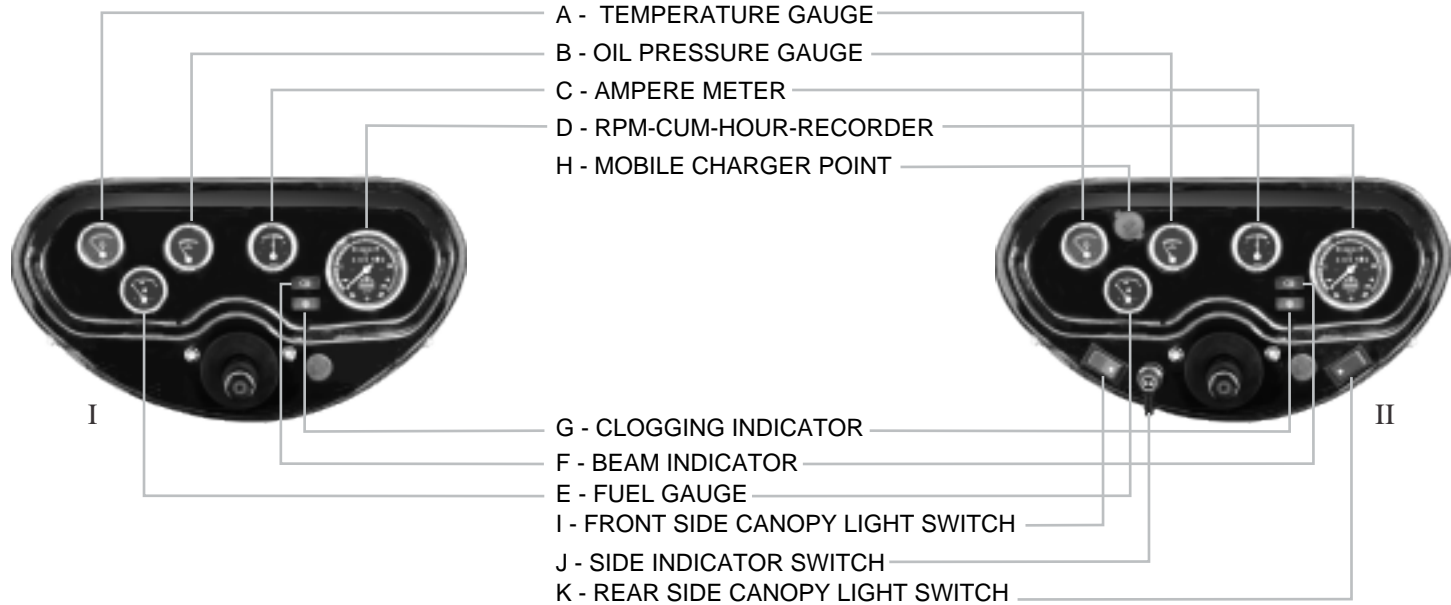 A - TEMPERATURE GAUGE
B - OIL PRESSURE GAUGE
C - AMPERE METER
D - RPM-CUM-HOUR-RECORDER
H - MOBILE CHARGER POINT
I
II
G - CLOGGING INDICATOR
F - BEAM INDICATOR
E - FUEL GAUGE
I - FRONT SIDE CANOPY LIGHT SWITCH
J - SIDE INDICATOR SWITCH
K - REAR SIDE CANOPY LIGHT SWITCH